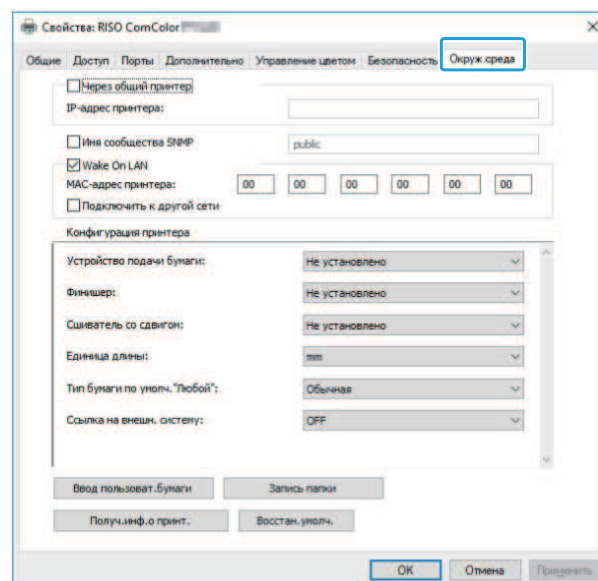 Свойства: RISO ComColor
Общие Доступ Порты Дополнительно Управление цветом Безопасность Окруж.среда
Через общий принтер
IP-адрес принтера:
Имя сообщества SNMP public
Wake On LAN
MAC-адрес принтера: 00 00 00 00 00 00
Подключить к другой сети
Конфигурация принтера
Устройство подачи бумаги: Не установлено
Финишер: Не установлено
Сшиватель со сдвигом: Не установлено
Единица длины: mm
Тип бумаги по умолч."Любой": Обычная
Ссылка на внешн. систему: OFF
Ввод пользоват.бумаги Запись папки
Получ.инф.о принт. Восстан.умолч.
OK Отмена Применить